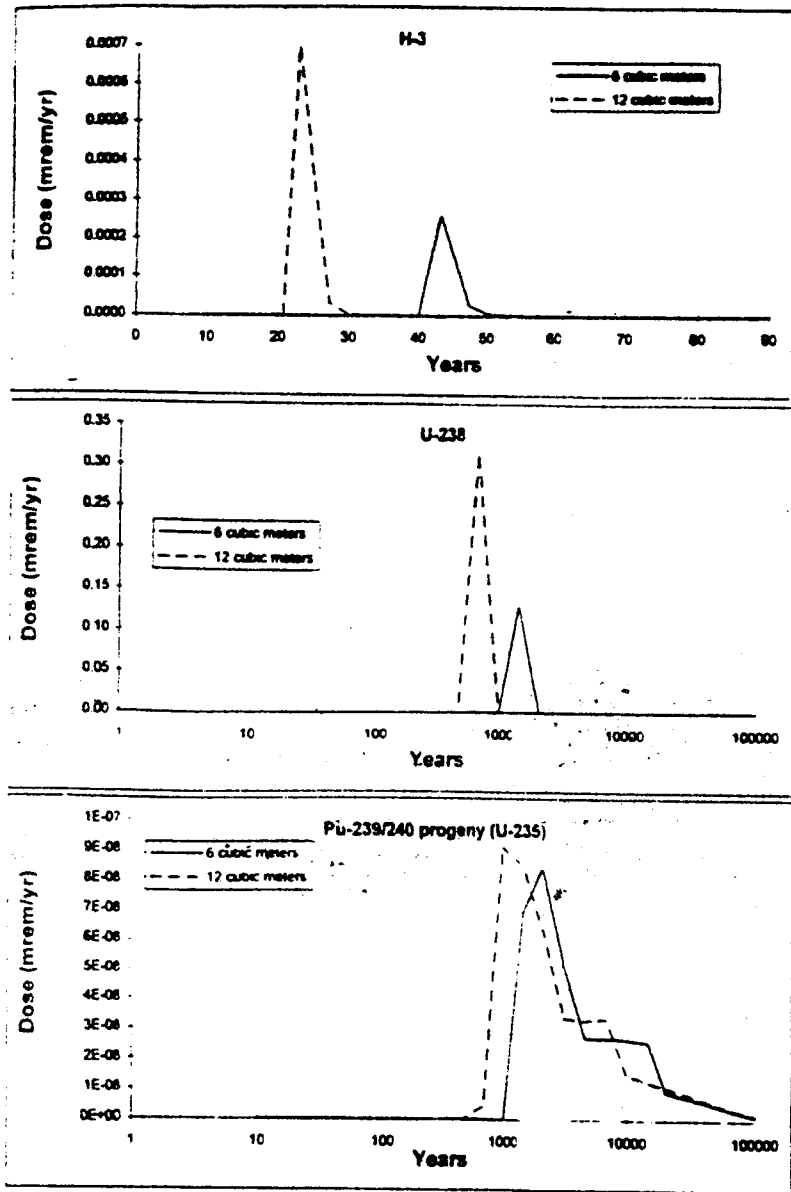 H-3
Dose (mrem/yr)
0.0007
0.0006
0.0005
0.0004
0.0003
0.0002
0.0001
0.0000
6 cubic meters
12 cubic meters
0 10 20 30 40 50 60 70 80 90
Years
U-238
Dose (mrem/yr)
0.35
0.30
0.25
0.20
0.15
0.10
0.05
0.00
6 cubic meters
12 cubic meters
1 10 100 1000 10000 100000
Years
Pu-239/240 progeny (U-235)
Dose (mrem/yr)
1E-07
9E-08
8E-08
7E-08
6E-08
5E-08
4E-08
3E-08
2E-08
1E-08
0E+00
6 cubic meters
12 cubic meters
1 10 100 1000 10000 100000
Years